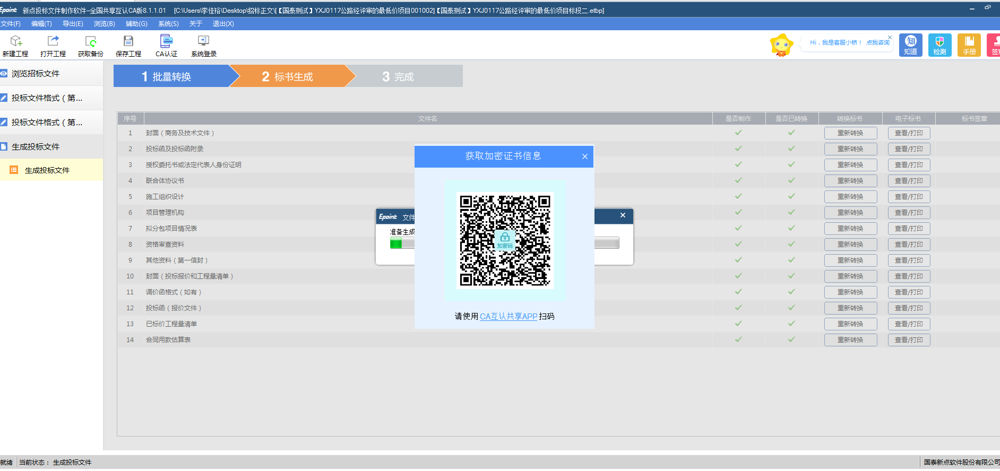 Epoint 新点投标文件制作软件--全国共享互认CA版8.1.1.01 [C:\Users\李佳裕\Desktop\招标正文\[【国泰测试】YXJ0117公路经评审的最低价项目001002]【国泰测试】YXJ0117公路经评审的最低价项目标段二.etbp]
文件(F) 编辑(T) 导出(E) 浏览(B) 辅助(G) 系统(S) 关于 退出(X)
新建工程 打开工程 获取备份 保存工程 CA认证 系统登录
Hi，我是客服小桥！ 点我咨询
知 知道 检测 手册
浏览招标文件
投标文件格式（第...
投标文件格式（第...
生成投标文件
生成投标文件
1 批量转换 2 标书生成 3 完成
序号 文件名 是否制作 是否已转换 转换标书 电子标书 标书签章
1 封面（商务及技术文件） 重新转换 查看/打印
2 投标函及投标函附录 重新转换 查看/打印
3 授权委托书或法定代表人身份证明 重新转换 查看/打印
4 联合体协议书 重新转换 查看/打印
5 施工组织设计 重新转换 查看/打印
6 项目管理机构 重新转换 查看/打印
7 拟分包项目情况表 重新转换 查看/打印
8 资格审查资料 重新转换 查看/打印
9 其他资料（第一信封） 重新转换 查看/打印
10 封面（投标报价和工程量清单） 重新转换 查看/打印
11 调价函格式（如有） 重新转换 查看/打印
12 投标函（报价文件） 重新转换 查看/打印
13 已标价工程量清单 重新转换 查看/打印
14 合同用款估算表 重新转换 查看/打印
Epoint 文件
准备生成
获取加密证书信息
加密码
请使用 CA互认共享APP 扫码
就绪 当前状态： 生成投标文件 国泰新点软件股份有限公司